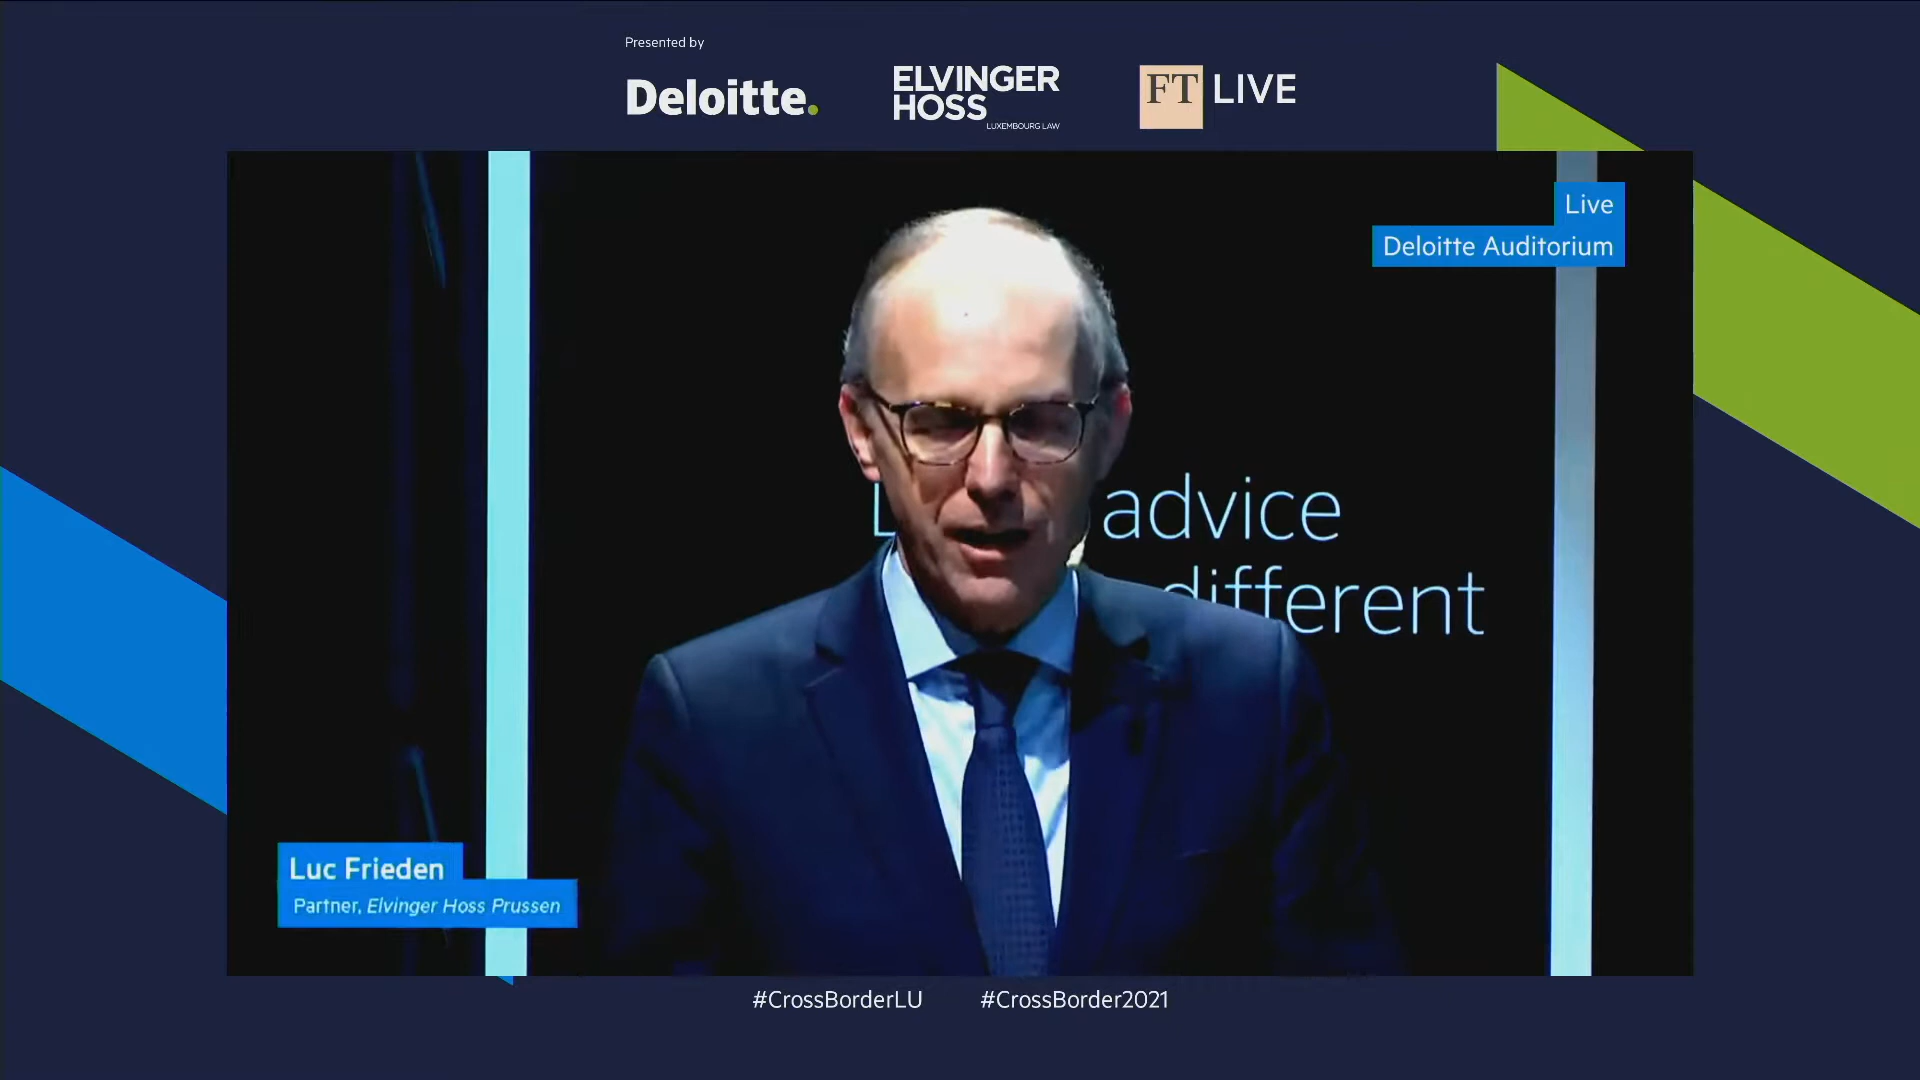 Presented by
Deloitte.
ELVINGER
HOSS
LUXEMBOURG LAW
FT LIVE
Live
Deloitte Auditorium
advice
different
Luc Frieden
Partner, Elvinger Hoss Prussen
#CrossBorderLU #CrossBorder2021